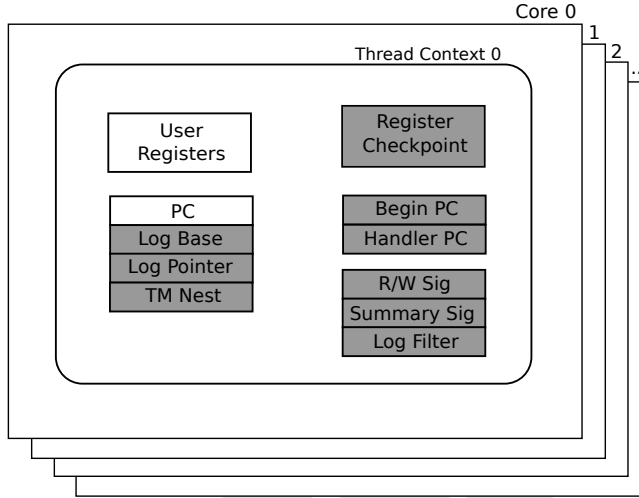 Core 0
1
2
...
Thread Context 0
User
Registers
Register
Checkpoint
PC
Log Base
Log Pointer
TM Nest
Begin PC
Handler PC
R/W Sig
Summary Sig
Log Filter